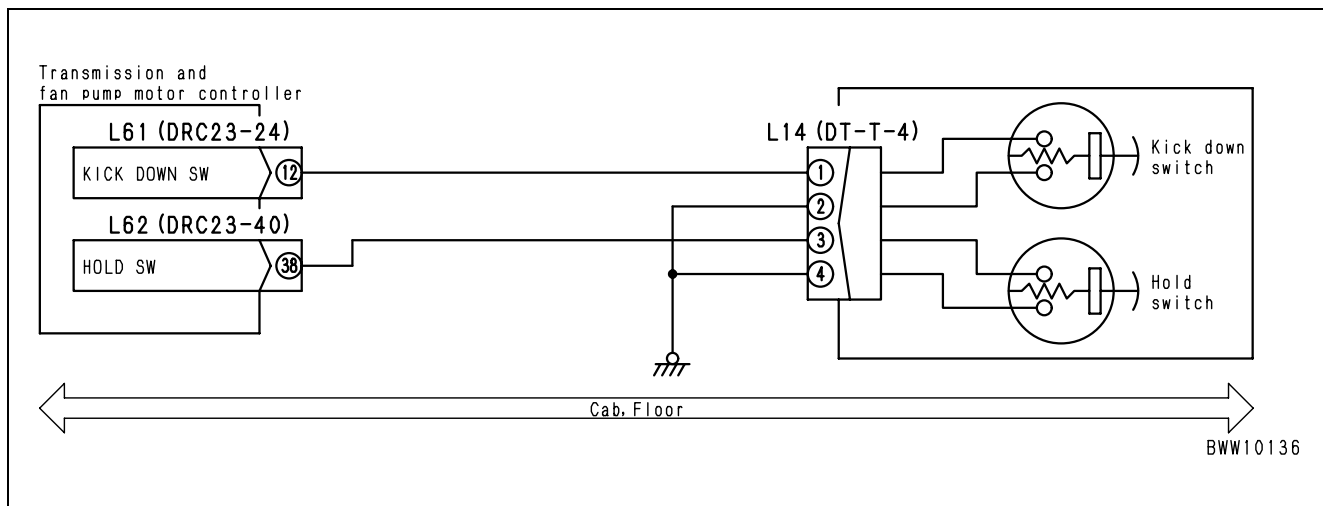 Transmission and
fan pump motor controller
L61 (DRC23-24)
KICK DOWN SW
12
L62 (DRC23-40)
HOLD SW
38
L14 (DT-T-4)
1
2
3
4
Kick down
switch
Hold
switch
Cab, Floor
BWW10136